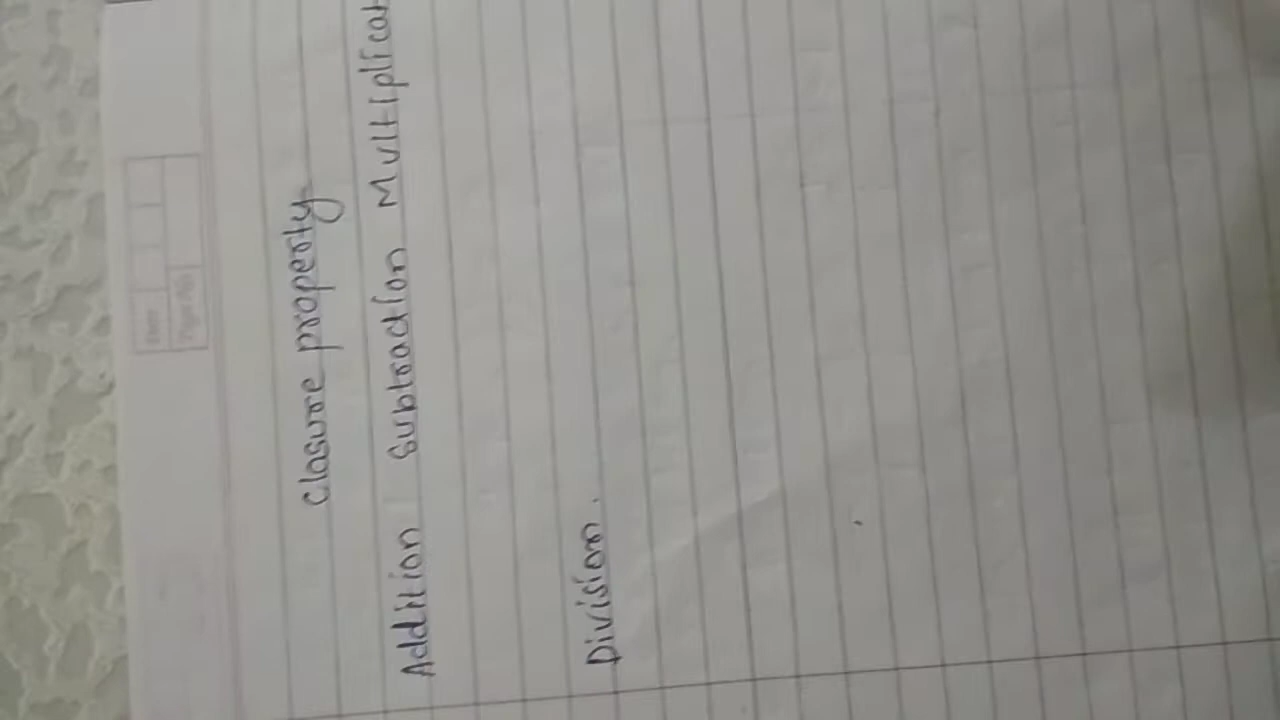 closure property
Addition subtraction Multiplicat
Division.